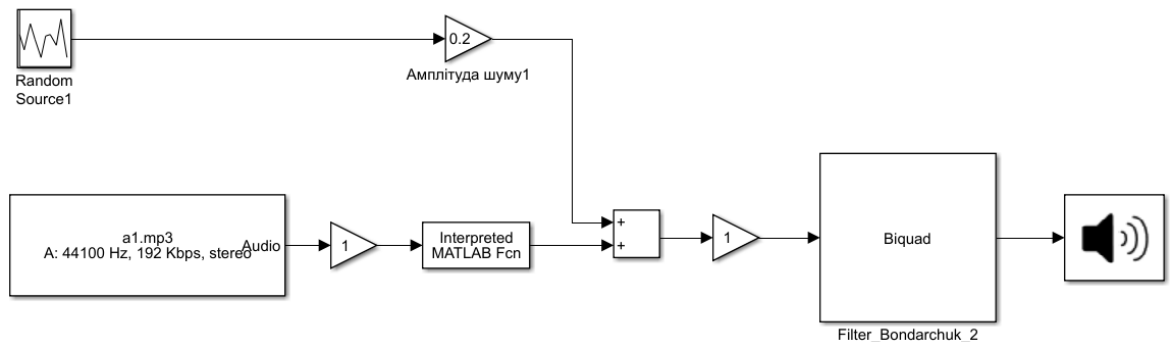 0.2
Амплітуда шуму1
Random
Source1
a1.mp3
A: 44100 Hz, 192 Kbps, stereo
Audio
1
Interpreted
MATLAB Fcn
+
+
1
Biquad
Filter_Bondarchuk_2